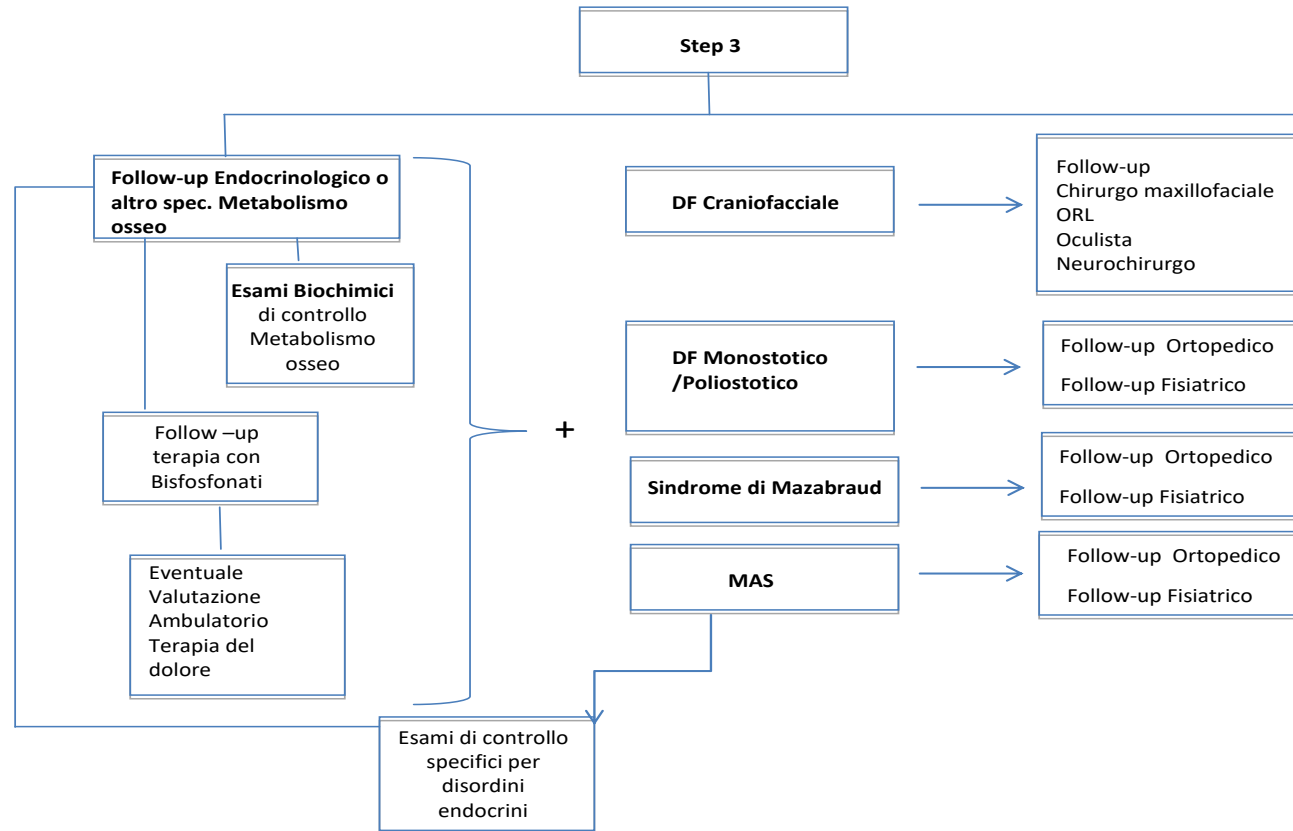 Step 3
Follow-up Endocrinologico o
altro spec. Metabolismo
osseo
Esami Biochimici
di controllo
Metabolismo
osseo
Follow –up
terapia con
Bisfosfonati
Eventuale
Valutazione
Ambulatorio
Terapia del
dolore
+
DF Craniofacciale
Follow-up
Chirurgo maxillofaciale
ORL
Oculista
Neurochirurgo
DF Monostotico
/Poliostotico
Follow-up Ortopedico
Follow-up Fisiatrico
Sindrome di Mazabraud
Follow-up Ortopedico
Follow-up Fisiatrico
MAS
Follow-up Ortopedico
Follow-up Fisiatrico
Esami di controllo
specifici per
disordini
endocrini